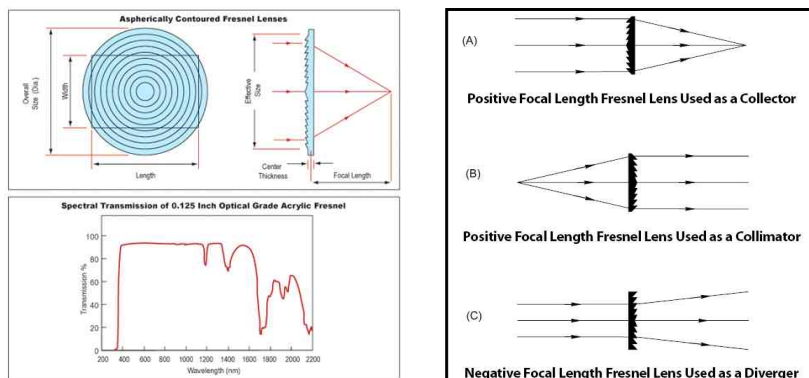 Aspherically Contoured Fresnel Lenses
Overall
Size (Dia.)
Width
Length
Effective
Size
Center
Thickness
Focal Length
Spectral Transmission of 0.125 Inch Optical Grade Acrylic Fresnel
Transmission %
100
80
60
40
20
0
200 400 600 800 1000 1200 1400 1600 1800 2000 2200
Wavelength (nm)
(A)
Positive Focal Length Fresnel Lens Used as a Collector
(B)
Positive Focal Length Fresnel Lens Used as a Collimator
(C)
Negative Focal Length Fresnel Lens Used as a Diverger